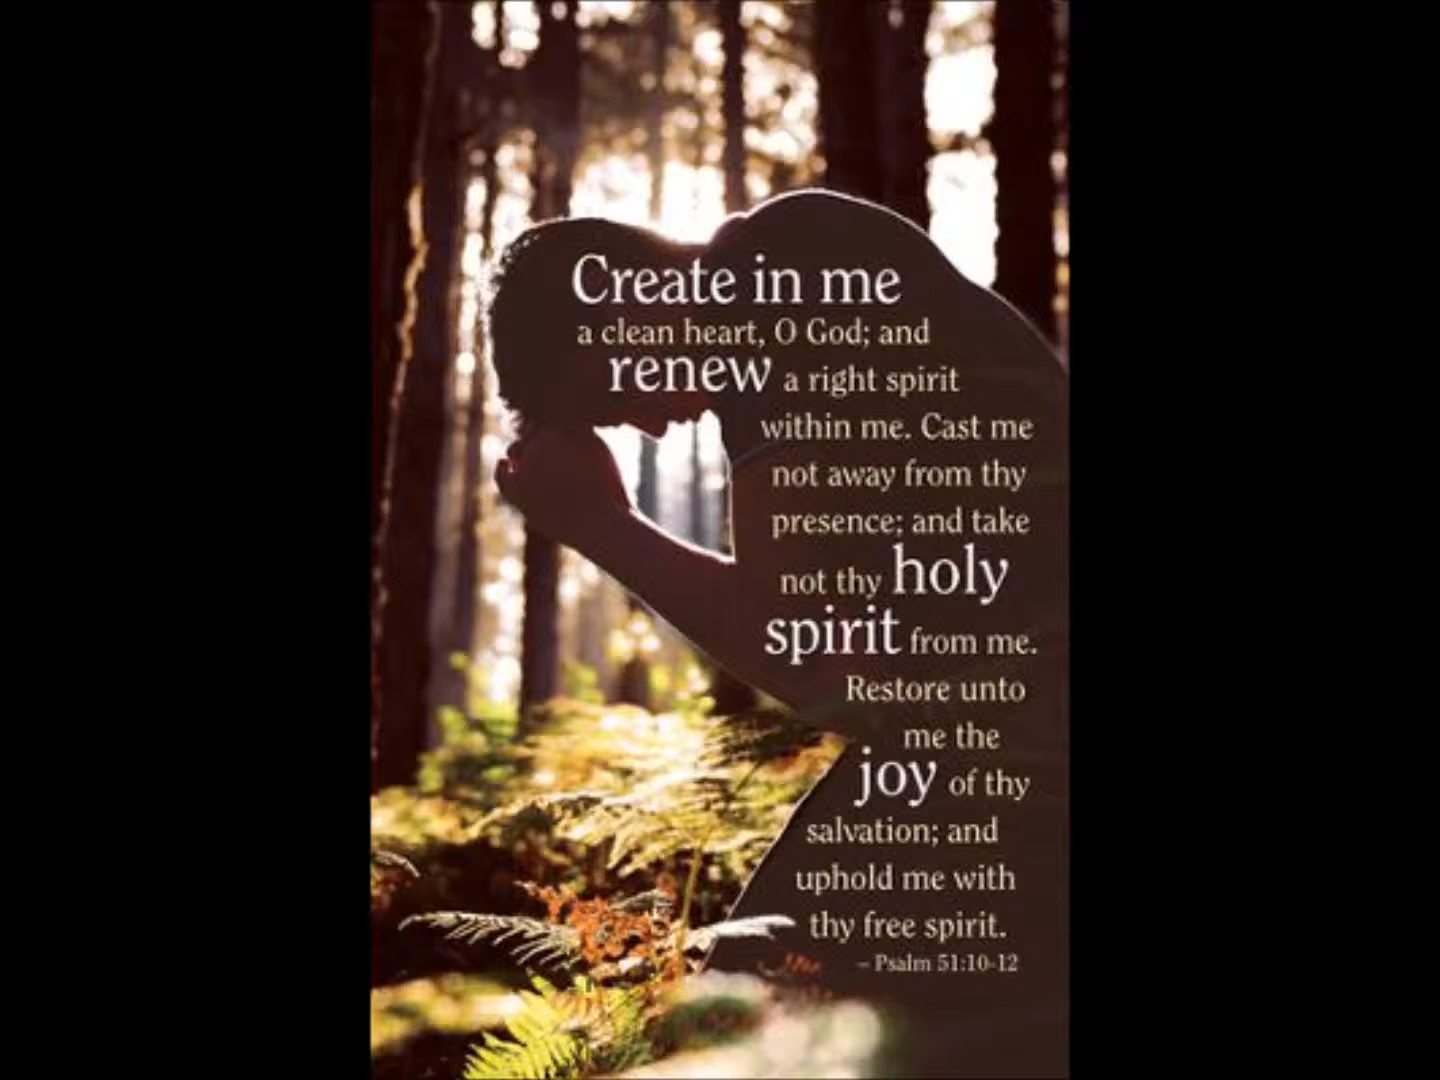 Create in me
a clean heart, O God; and
renew a right spirit
within me. Cast me
not away from thy
presence; and take
not thy holy
spirit from me.
Restore unto
me the
joy of thy
salvation; and
uphold me with
thy free spirit.
– Psalm 51:10-12